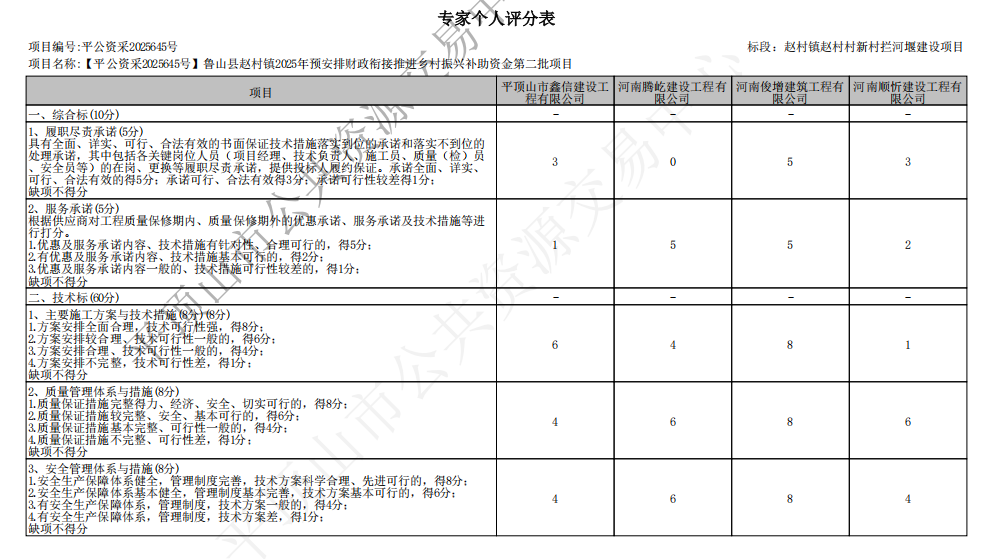 专家个人评分表
项目编号:平公资采2025645号
标段：赵村镇赵村村新村拦河堰建设项目
项目名称:【平公资采2025645号】鲁山县赵村镇2025年预安排财政衔接推进乡村振兴补助资金第二批项目
项目
平顶山市鑫信建设工程有限公司
河南腾屹建设工程有限公司
河南俊增建筑工程有限公司
河南顺忻建设工程有限公司
一、综合标(10分) - - - -
1、履职尽责承诺(5分)
具有全面、详实、可行、合法有效的书面保证技术措施落实到位的承诺和落实不到位的
处理承诺，其中包括各关键岗位人员（项目经理、技术负责人、施工员、质量（检）员
、安全员等）的在岗、更换等履职尽责承诺，提供投标人履约保证。承诺全面、详实、
可行、合法有效的得5分；承诺可行、合法有效得3分；承诺可行性较差得1分；
缺项不得分
3 0 5 3
2、服务承诺(5分)
根据供应商对工程质量保修期内、质量保修期外的优惠承诺、服务承诺及技术措施等进
行打分。
1.优惠及服务承诺内容、技术措施有针对性、合理可行的，得5分；
2.有优惠及服务承诺内容、技术措施基本可行的，得2分；
3.优惠及服务承诺内容一般的、技术措施可行性较差的，得1分；
缺项不得分
1 5 5 2
二、技术标(60分) - - - -
1、主要施工方案与技术措施(8分)(8分)
1.方案安排全面合理，技术可行性强，得8分；
2.方案安排较合理、技术可行性一般的，得6分；
3.方案安排合理、技术可行性一般的，得4分；
4.方案安排不完整，技术可行性差，得1分；
缺项不得分
6 4 8 1
2、质量管理体系与措施(8分)
1.质量保证措施完整得力、经济、安全、切实可行的，得8分；
2.质量保证措施较完整、安全、基本可行的，得6分；
3.质量保证措施基本完整、可行性一般的，得4分；
4.质量保证措施不完整、可行性差，得1分；
缺项不得分
4 6 8 6
3、安全管理体系与措施(8分)
1.安全生产保障体系健全，管理制度完善，技术方案科学合理、先进可行的，得8分；
2.安全生产保障体系基本健全，管理制度基本完善，技术方案基本可行的，得6分；
3.有安全生产保障体系，管理制度，技术方案一般的，得4分；
4.有安全生产保障体系，管理制度，技术方案差，得1分；
缺项不得分
4 6 8 4
平顶山市公共资源交易中心
平顶山市公共资源交易中心